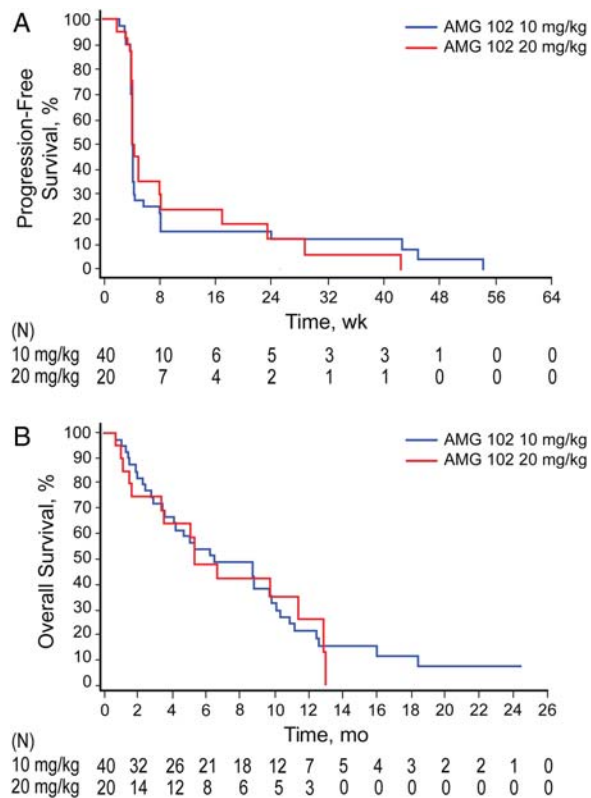 A
AMG 102 10 mg/kg
AMG 102 20 mg/kg
Progression-Free
Survival, %
100
90
80
70
60
50
40
30
20
10
0
0 8 16 24 32 40 48 56 64
Time, wk
(N)
10 mg/kg 40 10 6 5 3 3 1 0 0
20 mg/kg 20 7 4 2 1 1 0 0 0
B
AMG 102 10 mg/kg
AMG 102 20 mg/kg
Overall Survival, %
100
90
80
70
60
50
40
30
20
10
0
0 2 4 6 8 10 12 14 16 18 20 22 24 26
Time, mo
(N)
10 mg/kg 40 32 26 21 18 12 7 5 4 3 2 2 1 0
20 mg/kg 20 14 12 8 6 5 3 0 0 0 0 0 0 0